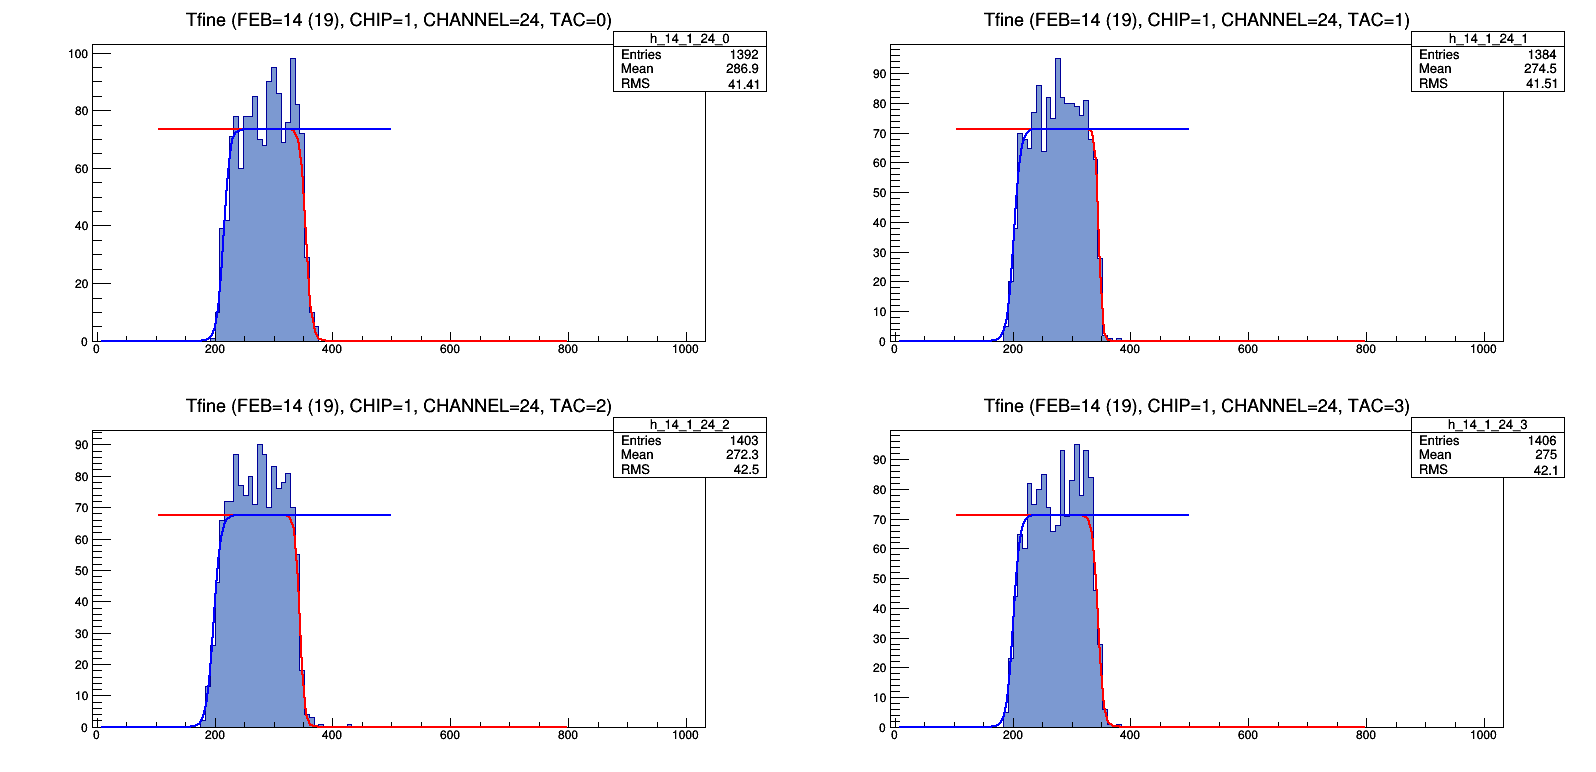 Tfine (FEB=14 (19), CHIP=1, CHANNEL=24, TAC=0)
h_14_1_24_0
Entries 1392
Mean 286.9
RMS 41.41
100
80
60
40
20
0
0 200 400 600 800 1000
Tfine (FEB=14 (19), CHIP=1, CHANNEL=24, TAC=1)
h_14_1_24_1
Entries 1384
Mean 274.5
RMS 41.51
90
80
70
60
50
40
30
20
10
0
0 200 400 600 800 1000
Tfine (FEB=14 (19), CHIP=1, CHANNEL=24, TAC=2)
h_14_1_24_2
Entries 1403
Mean 272.3
RMS 42.5
90
80
70
60
50
40
30
20
10
0
0 200 400 600 800 1000
Tfine (FEB=14 (19), CHIP=1, CHANNEL=24, TAC=3)
h_14_1_24_3
Entries 1406
Mean 275
RMS 42.1
90
80
70
60
50
40
30
20
10
0
0 200 400 600 800 1000